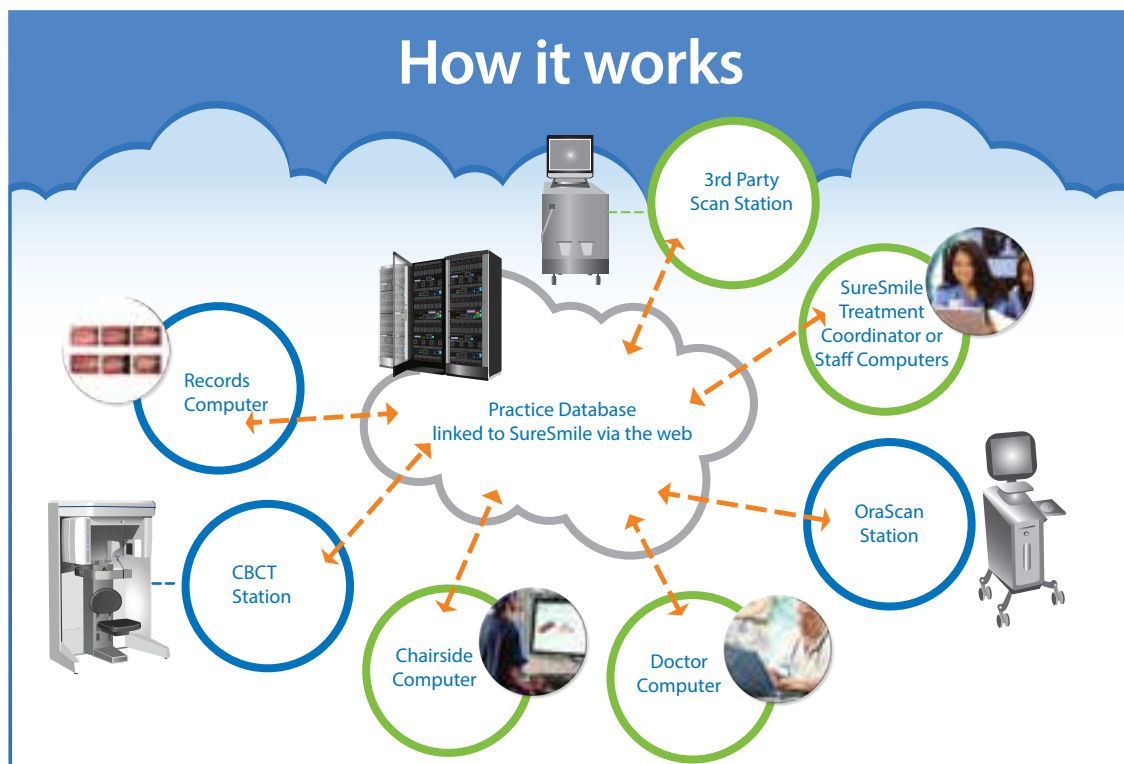 How it works
3rd Party
Scan Station
SureSmile
Treatment
Coordinator or
Staff Computers
Records
Computer
Practice Database
linked to SureSmile via the web
OraScan
Station
CBCT
Station
Chairside
Computer
Doctor
Computer